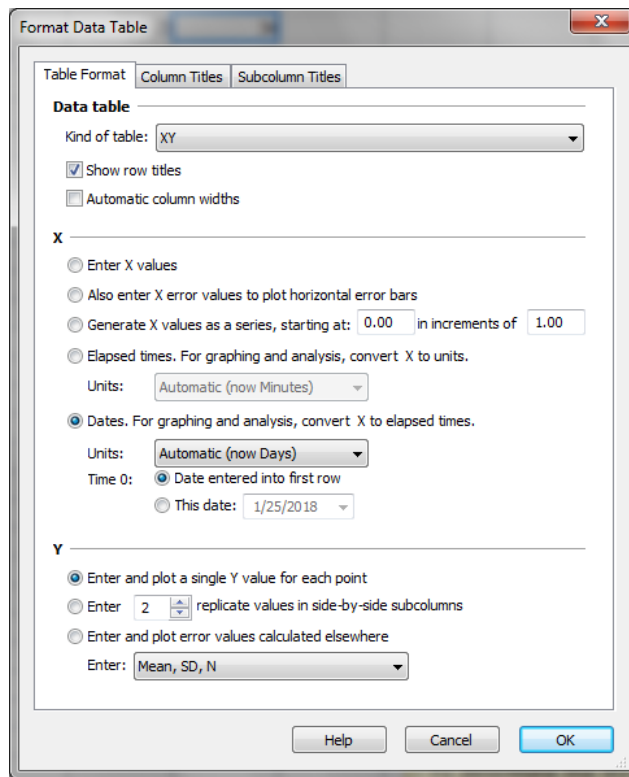 Format Data Table
Table Format Column Titles Subcolumn Titles
Data table
Kind of table: XY
Show row titles
Automatic column widths
X
Enter X values
Also enter X error values to plot horizontal error bars
Generate X values as a series, starting at: 0.00 in increments of 1.00
Elapsed times. For graphing and analysis, convert X to units.
Units: Automatic (now Minutes)
Dates. For graphing and analysis, convert X to elapsed times.
Units: Automatic (now Days)
Time 0: Date entered into first row
This date: 1/25/2018
Y
Enter and plot a single Y value for each point
Enter 2 replicate values in side-by-side subcolumns
Enter and plot error values calculated elsewhere
Enter: Mean, SD, N
Help Cancel OK